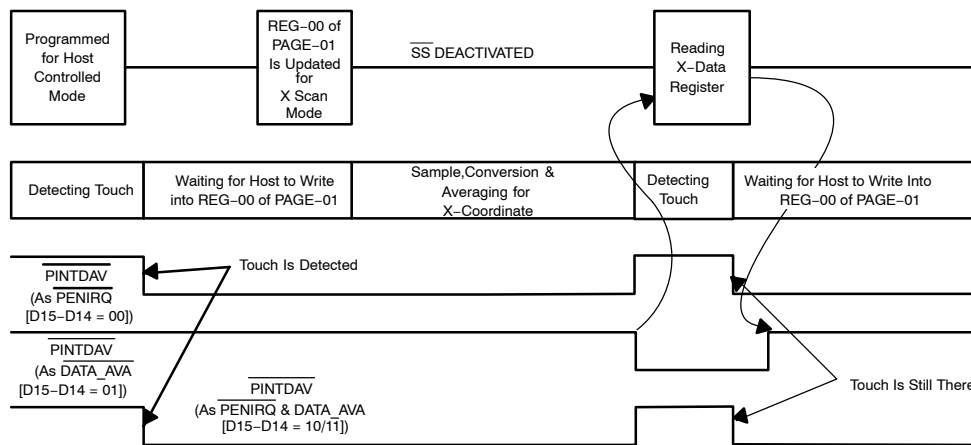 Programmed
for Host
Controlled
Mode
REG–00 of
PAGE–01
Is Updated
for
X Scan
Mode
SS DEACTIVATED
Reading
X–Data
Register
Detecting Touch
Waiting for Host to Write
into REG–00 of PAGE–01
Sample,Conversion &
Averaging for
X–Coordinate
Detecting
Touch
Waiting for Host to Write Into
REG–00 of PAGE–01
PINTDAV
(As PENIRQ
[D15–D14 = 00])
Touch Is Detected
PINTDAV
(As DATA_AVA
[D15–D14 = 01])
PINTDAV
(As PENIRQ & DATA_AVA
[D15–D14 = 10/11])
Touch Is Still There